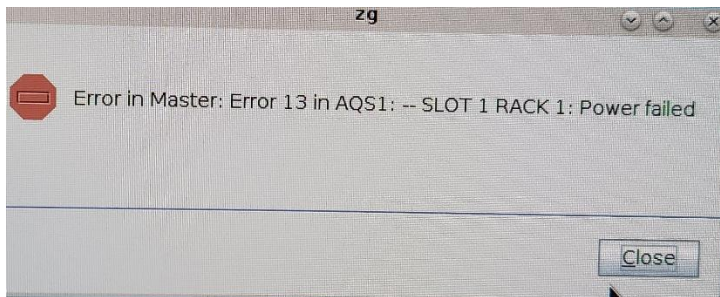 zg
Error in Master: Error 13 in AQS1: -- SLOT 1 RACK 1: Power failed
Close